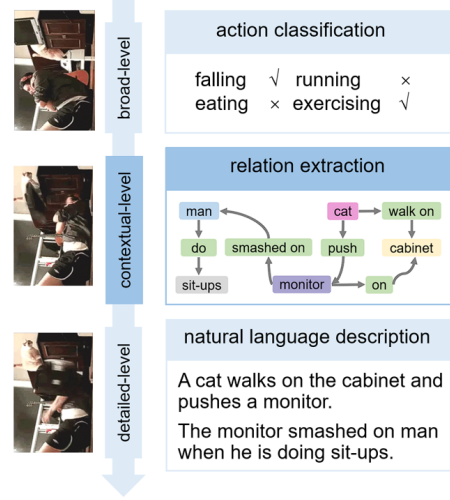 broad-level
action classification
falling √ running ×
eating × exercising √
contextual-level
relation extraction
man cat walk on
do smashed on push cabinet
sit-ups monitor on
detailed-level
natural language description
A cat walks on the cabinet and
pushes a monitor.
The monitor smashed on man
when he is doing sit-ups.